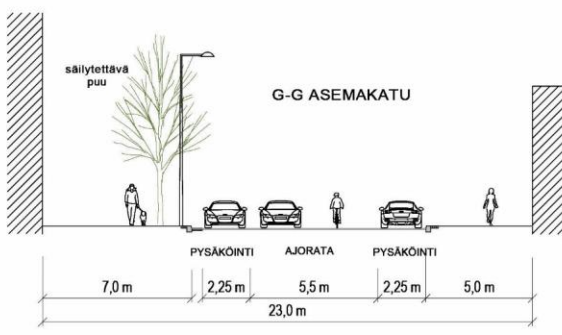 säilytettävä
puu
G-G ASEMAKATU
PYSÄKÖINTI AJORATA PYSÄKÖINTI
7,0 m 2,25 m 5,5 m 2,25 m 5,0 m
23,0 m